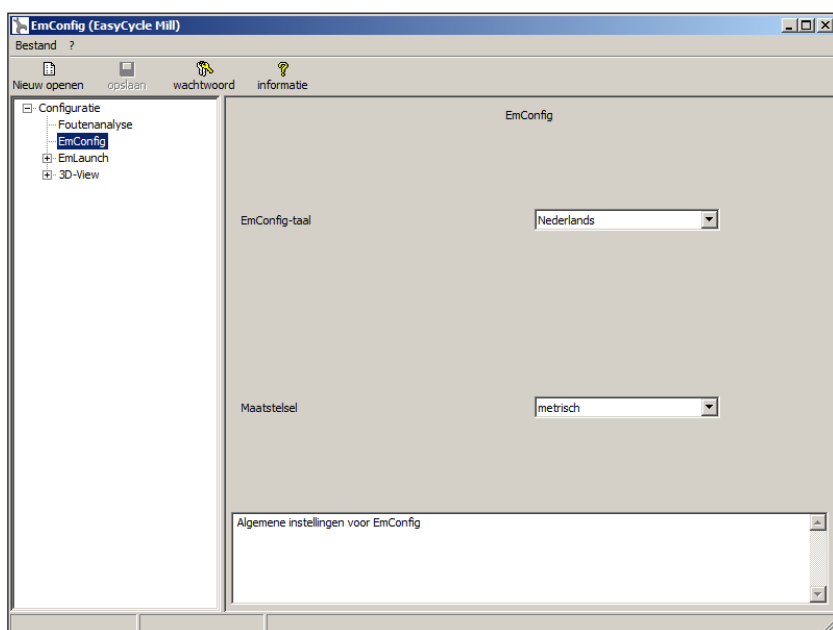 EmConfig (EasyCycle Mill)
Bestand ?
Nieuw openen opslaan wachtwoord informatie
Configuratie
Foutenanalyse
EmConfig
EmLaunch
3D-View
EmConfig
EmConfig-taal Nederlands
Maatstelsel metrisch
Algemene instellingen voor EmConfig